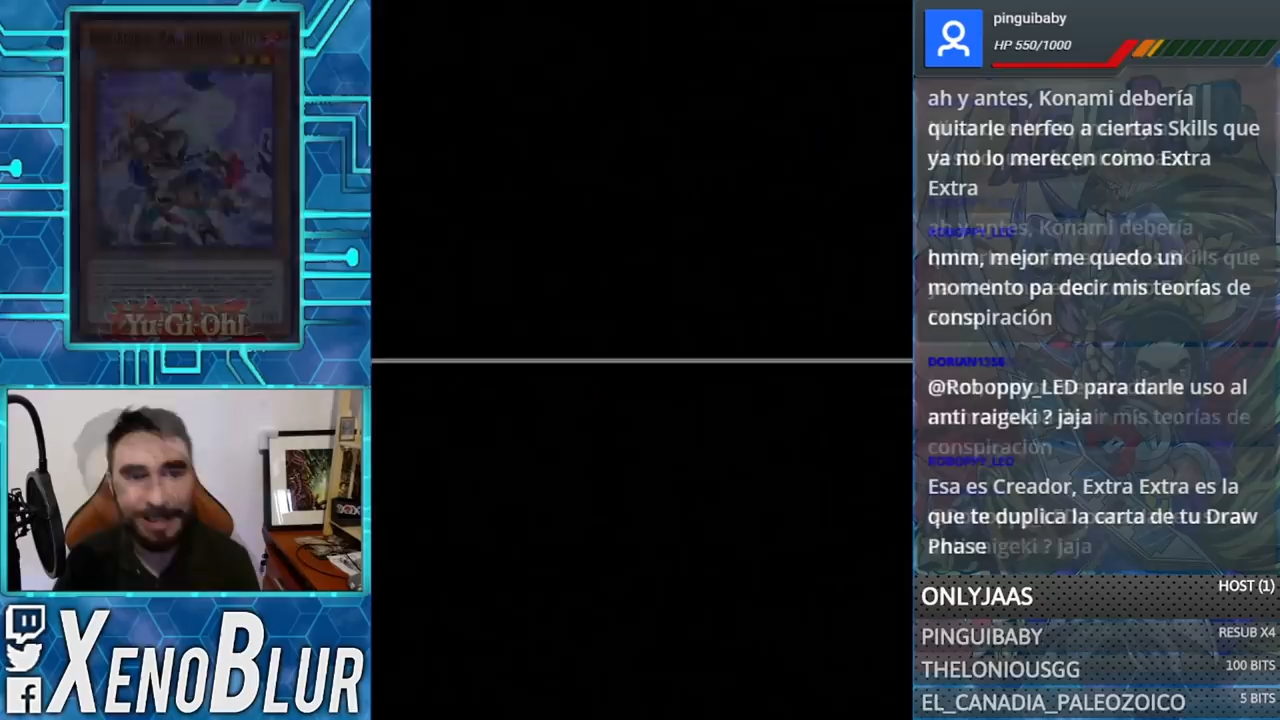 Yu-Gi-Oh!
XENOBLUR
pinguibaby
HP 550/1000
ah y antes, Konami debería
quitarle nerfeo a ciertas Skills que
ya no lo merecen como Extra
Extra
ROBOPPY_LED
hmm, mejor me quedo un
momento pa decir mis teorías de
conspiración
DORIAN1356
@Roboppy_LED para darle uso al
anti raigeki ? jaja
ROBOPPY_LED
Esa es Creador, Extra Extra es la
que te duplica la carta de tu Draw
Phase
ONLYJAAS HOST (1)
PINGUIBABY RESUB X4
THELONIOUSGG 100 BITS
EL_CANADIA_PALEOZOICO 5 BITS